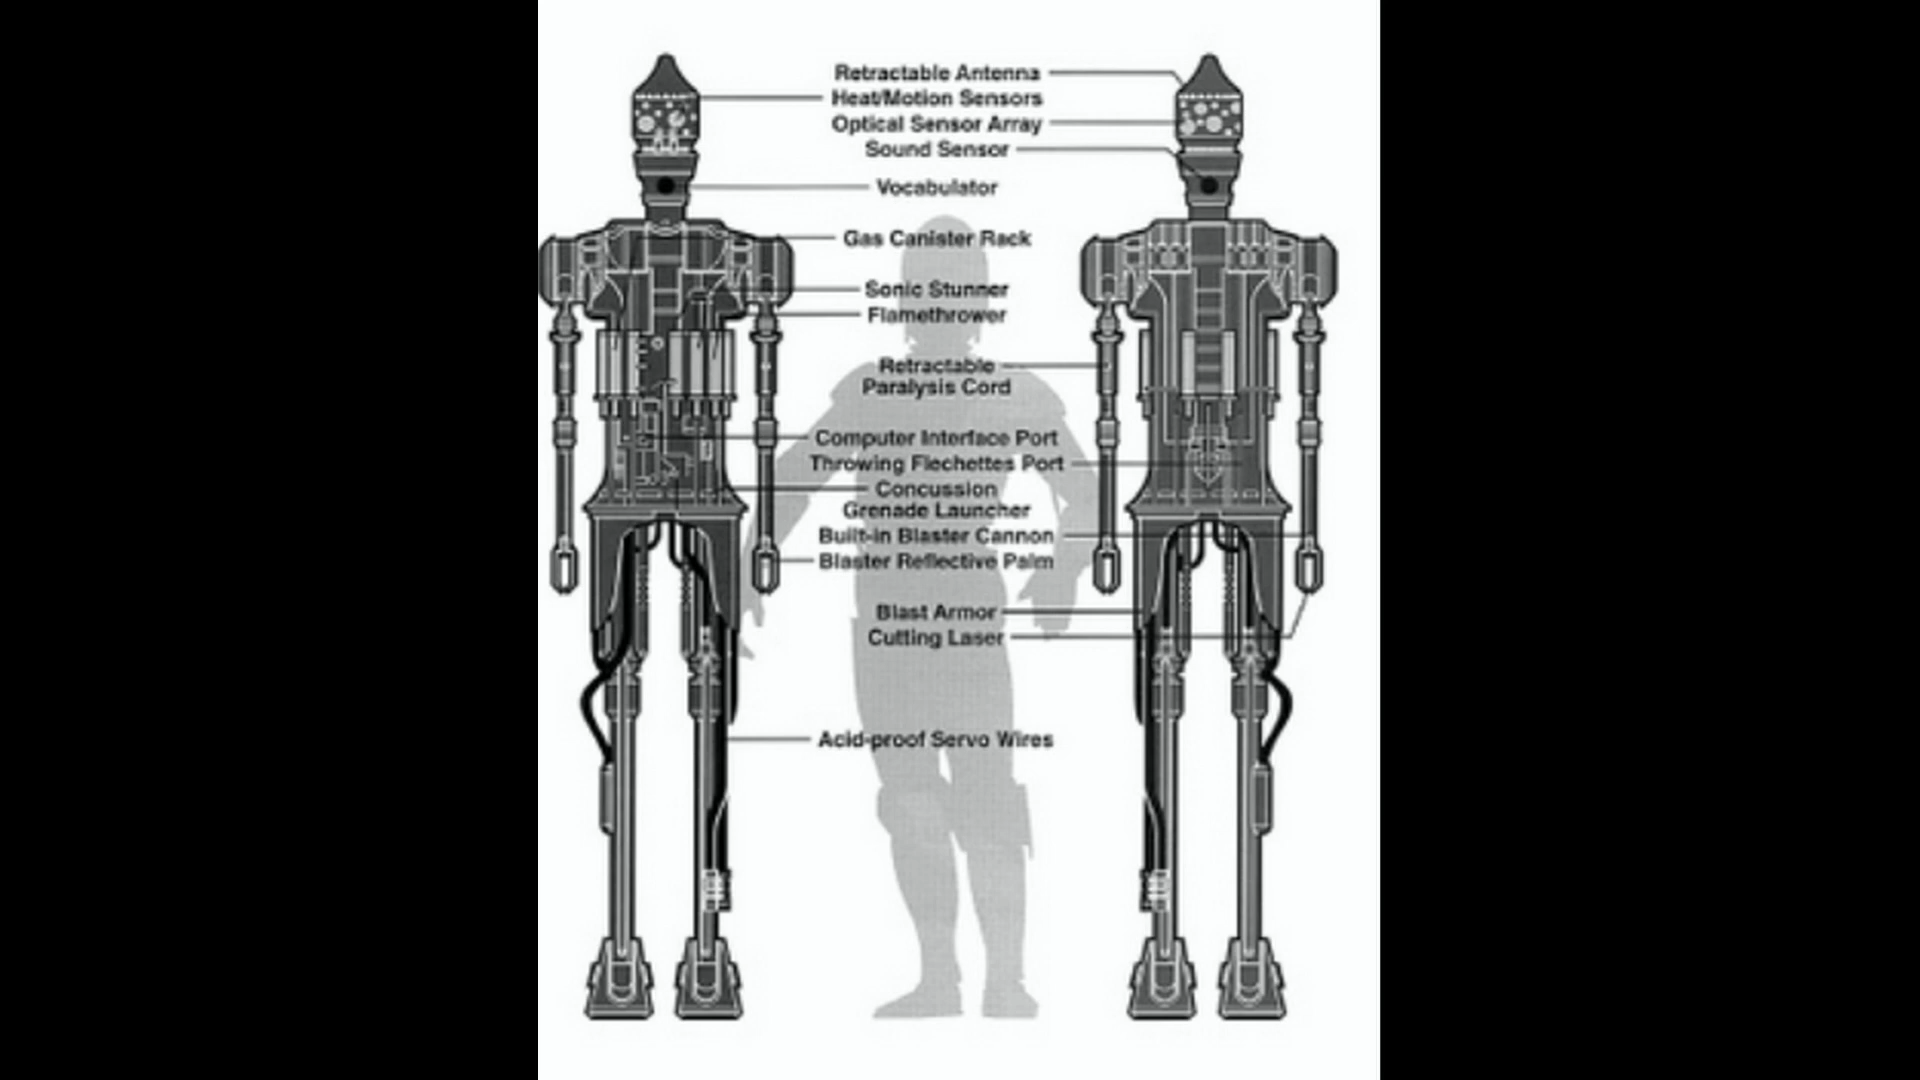 Retractable Antenna
Heat/Motion Sensors
Optical Sensor Array
Sound Sensor
Vocabulator
Gas Canister Rack
Sonic Stunner
Flamethrower
Retractable
Paralysis Cord
Computer Interface Port
Throwing Flechettes Port
Concussion
Grenade Launcher
Built-in Blaster Cannon
Blaster Reflective Palm
Blast Armor
Cutting Laser
Acid-proof Servo Wires